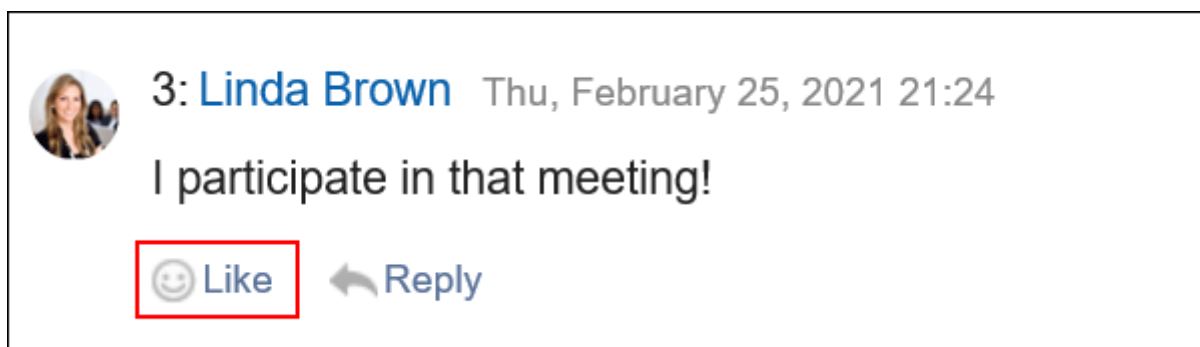 3: Linda Brown Thu, February 25, 2021 21:24
I participate in that meeting!
Like Reply